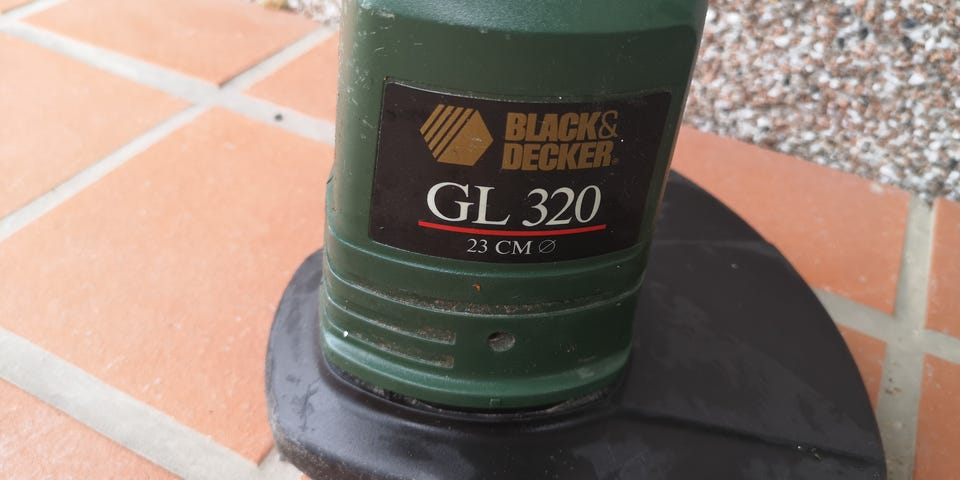 BLACK&
DECKER®
GL 320
23 CM ∅